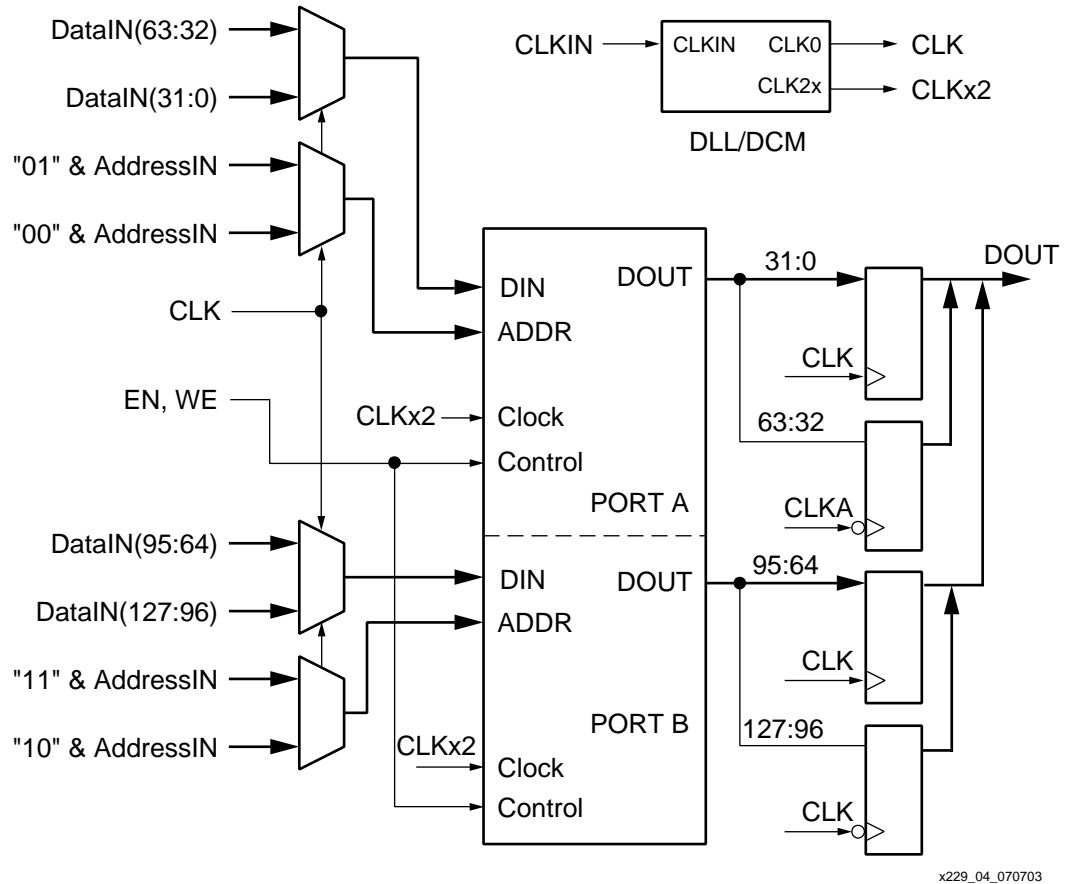 DataIN(63:32)
DataIN(31:0)
"01" & AddressIN
"00" & AddressIN
CLK
EN, WE
DataIN(95:64)
DataIN(127:96)
"11" & AddressIN
"10" & AddressIN
CLKIN
CLKIN
CLK0
CLK2x
CLK
CLKx2
DLL/DCM
DIN
ADDR
CLKx2
Clock
Control
DOUT
PORT A
DIN
ADDR
DOUT
PORT B
CLKx2
Clock
Control
31:0
CLK
63:32
CLKA
95:64
CLK
127:96
CLK
DOUT
x229_04_070703